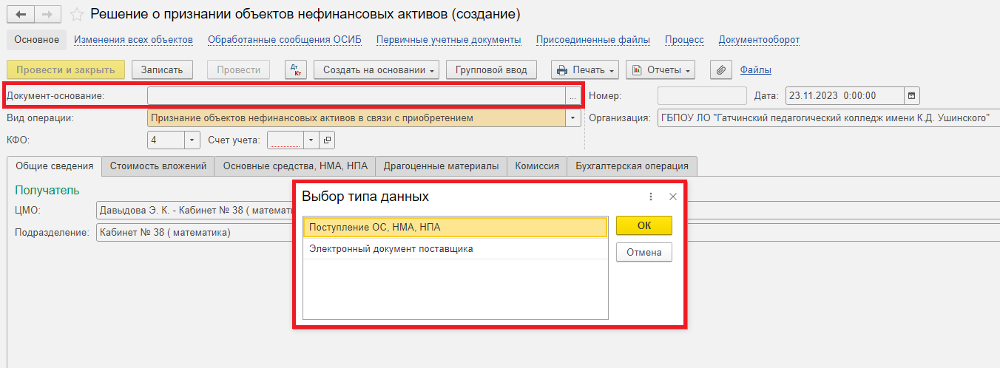 Решение о признании объектов нефинансовых активов (создание)
Основное Изменения всех объектов Обработанные сообщения ОСИБ Первичные учетные документы Присоединенные файлы Процесс Документооборот
Провести и закрыть Записать Провести Дт Кт Создать на основании Групповой ввод Печать Отчеты Файлы
Документ-основание: ... Номер: Дата: 23.11.2023 0:00:00
Вид операции: Признание объектов нефинансовых активов в связи с приобретением Организация: ГБПОУ ЛО "Гатчинский педагогический колледж имени К.Д. Ушинского"
КФО: 4 Счет учета:
Общие сведения Стоимость вложений Основные средства, НМА, НПА Драгоценные материалы Комиссия Бухгалтерская операция
Получатель
ЦМО: Давыдова Э. К. - Кабинет № 38 ( математи
Подразделение: Кабинет № 38 ( математика)
Выбор типа данных
Поступление ОС, НМА, НПА
Электронный документ поставщика
ОК
Отмена